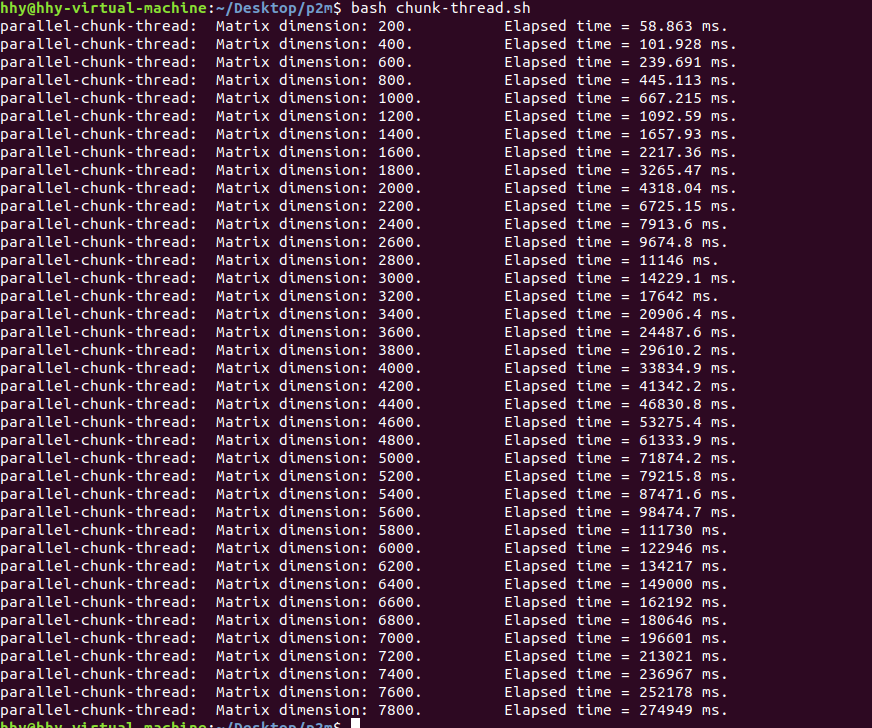 hhy@hhy-virtual-machine:~/Desktop/p2m$ bash chunk-thread.sh
parallel-chunk-thread:  Matrix dimension: 200.          Elapsed time = 58.863 ms.
parallel-chunk-thread:  Matrix dimension: 400.          Elapsed time = 101.928 ms.
parallel-chunk-thread:  Matrix dimension: 600.          Elapsed time = 239.691 ms.
parallel-chunk-thread:  Matrix dimension: 800.          Elapsed time = 445.113 ms.
parallel-chunk-thread:  Matrix dimension: 1000.         Elapsed time = 667.215 ms.
parallel-chunk-thread:  Matrix dimension: 1200.         Elapsed time = 1092.59 ms.
parallel-chunk-thread:  Matrix dimension: 1400.         Elapsed time = 1657.93 ms.
parallel-chunk-thread:  Matrix dimension: 1600.         Elapsed time = 2217.36 ms.
parallel-chunk-thread:  Matrix dimension: 1800.         Elapsed time = 3265.47 ms.
parallel-chunk-thread:  Matrix dimension: 2000.         Elapsed time = 4318.04 ms.
parallel-chunk-thread:  Matrix dimension: 2200.         Elapsed time = 6725.15 ms.
parallel-chunk-thread:  Matrix dimension: 2400.         Elapsed time = 7913.6 ms.
parallel-chunk-thread:  Matrix dimension: 2600.         Elapsed time = 9674.8 ms.
parallel-chunk-thread:  Matrix dimension: 2800.         Elapsed time = 11146 ms.
parallel-chunk-thread:  Matrix dimension: 3000.         Elapsed time = 14229.1 ms.
parallel-chunk-thread:  Matrix dimension: 3200.         Elapsed time = 17642 ms.
parallel-chunk-thread:  Matrix dimension: 3400.         Elapsed time = 20906.4 ms.
parallel-chunk-thread:  Matrix dimension: 3600.         Elapsed time = 24487.6 ms.
parallel-chunk-thread:  Matrix dimension: 3800.         Elapsed time = 29610.2 ms.
parallel-chunk-thread:  Matrix dimension: 4000.         Elapsed time = 33834.9 ms.
parallel-chunk-thread:  Matrix dimension: 4200.         Elapsed time = 41342.2 ms.
parallel-chunk-thread:  Matrix dimension: 4400.         Elapsed time = 46830.8 ms.
parallel-chunk-thread:  Matrix dimension: 4600.         Elapsed time = 53275.4 ms.
parallel-chunk-thread:  Matrix dimension: 4800.         Elapsed time = 61333.9 ms.
parallel-chunk-thread:  Matrix dimension: 5000.         Elapsed time = 71874.2 ms.
parallel-chunk-thread:  Matrix dimension: 5200.         Elapsed time = 79215.8 ms.
parallel-chunk-thread:  Matrix dimension: 5400.         Elapsed time = 87471.6 ms.
parallel-chunk-thread:  Matrix dimension: 5600.         Elapsed time = 98474.7 ms.
parallel-chunk-thread:  Matrix dimension: 5800.         Elapsed time = 111730 ms.
parallel-chunk-thread:  Matrix dimension: 6000.         Elapsed time = 122946 ms.
parallel-chunk-thread:  Matrix dimension: 6200.         Elapsed time = 134217 ms.
parallel-chunk-thread:  Matrix dimension: 6400.         Elapsed time = 149000 ms.
parallel-chunk-thread:  Matrix dimension: 6600.         Elapsed time = 162192 ms.
parallel-chunk-thread:  Matrix dimension: 6800.         Elapsed time = 180646 ms.
parallel-chunk-thread:  Matrix dimension: 7000.         Elapsed time = 196601 ms.
parallel-chunk-thread:  Matrix dimension: 7200.         Elapsed time = 213021 ms.
parallel-chunk-thread:  Matrix dimension: 7400.         Elapsed time = 236967 ms.
parallel-chunk-thread:  Matrix dimension: 7600.         Elapsed time = 252178 ms.
parallel-chunk-thread:  Matrix dimension: 7800.         Elapsed time = 274949 ms.
hhy@hhy-virtual-machine:~/Desktop/p2m$